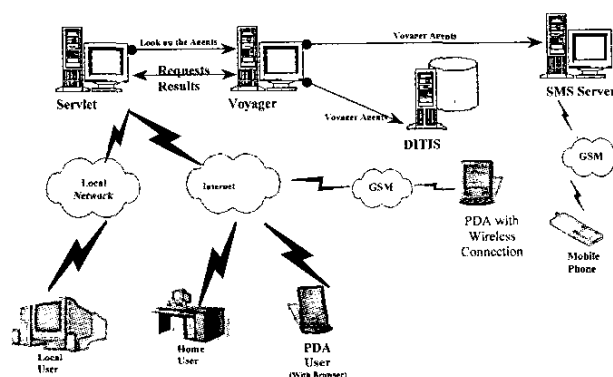 Look on the Agents
Voyager Agents
Requests
Results
Servlet
Voyager
SMS Server
Voyager Agents
DITIS
GSM
Local
Network
Internet
GSM
PDA with
Wireless
Connection
Mobile
Phone
Local
User
Home
User
PDA
User
(With Browser)